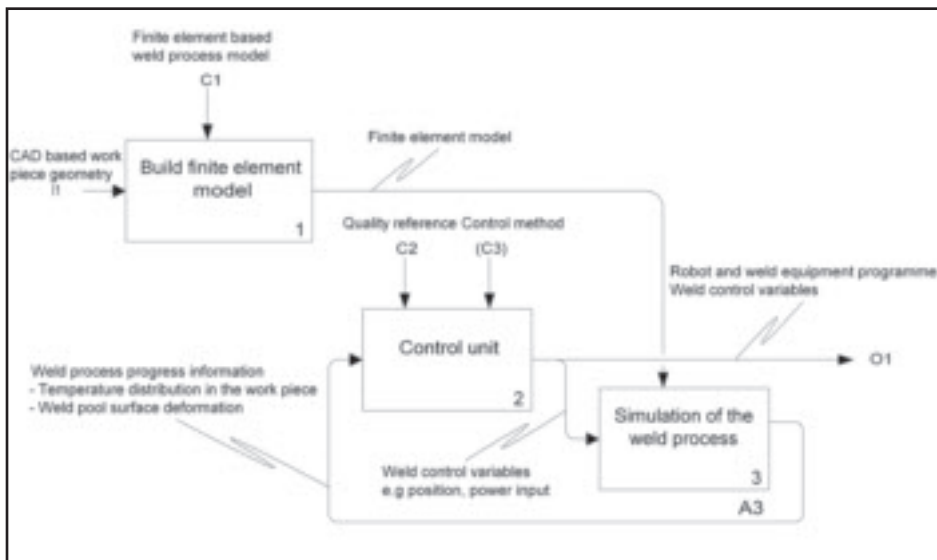 Finite element based
weld process model
C1
Finite element model
CAD based work
piece geometry
I1
Build finite element
model
1
Quality reference Control method
C2 (C3)
Robot and weld equipment programme
Weld control variables
Control unit
2
O1
Weld process progress information
- Temperature distribution in the work piece
- Weld pool surface deformation
Simulation of the
weld process
3
Weld control variables
e.g position, power input
A3